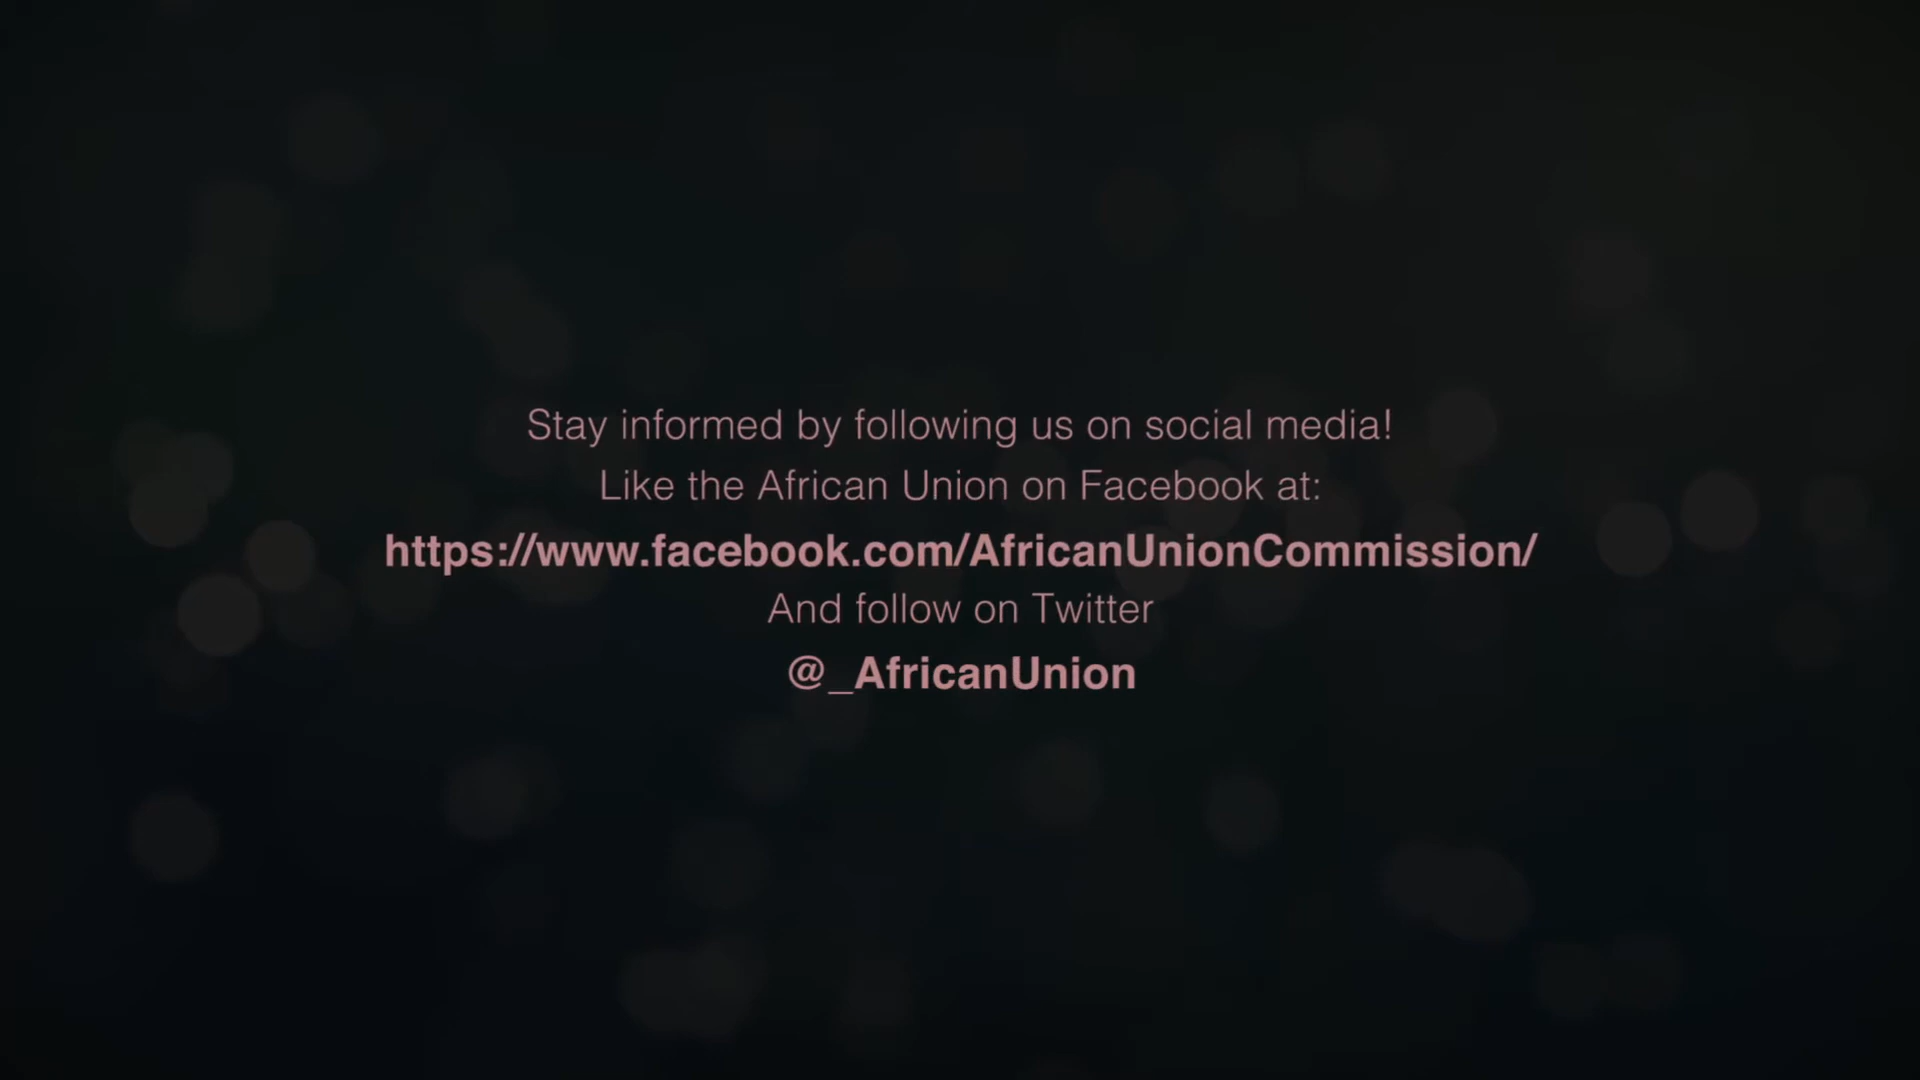 Stay informed by following us on social media!
Like the African Union on Facebook at:
https://www.facebook.com/AfricanUnionCommission/
And follow on Twitter
@_AfricanUnion